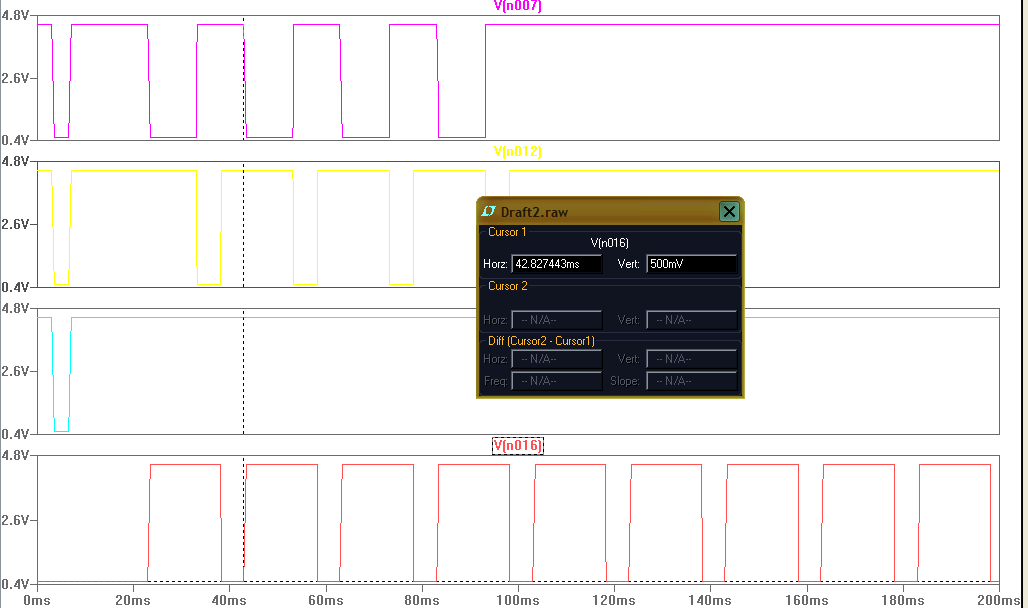 V(n007)
4.8V
2.6V
0.4V
V(n012)
4.8V
2.6V
0.4V
4.8V
2.6V
0.4V
Draft2.raw
Cursor 1
V(n016)
Horz: 42.827443ms Vert: 500mV
Cursor 2
Horz: -- N/A-- Vert: -- N/A--
Diff (Cursor2 - Cursor1)
Horz: -- N/A-- Vert: -- N/A--
Freq: -- N/A-- Slope: -- N/A--
V(n016)
4.8V
2.6V
0.4V
0ms 20ms 40ms 60ms 80ms 100ms 120ms 140ms 160ms 180ms 200ms